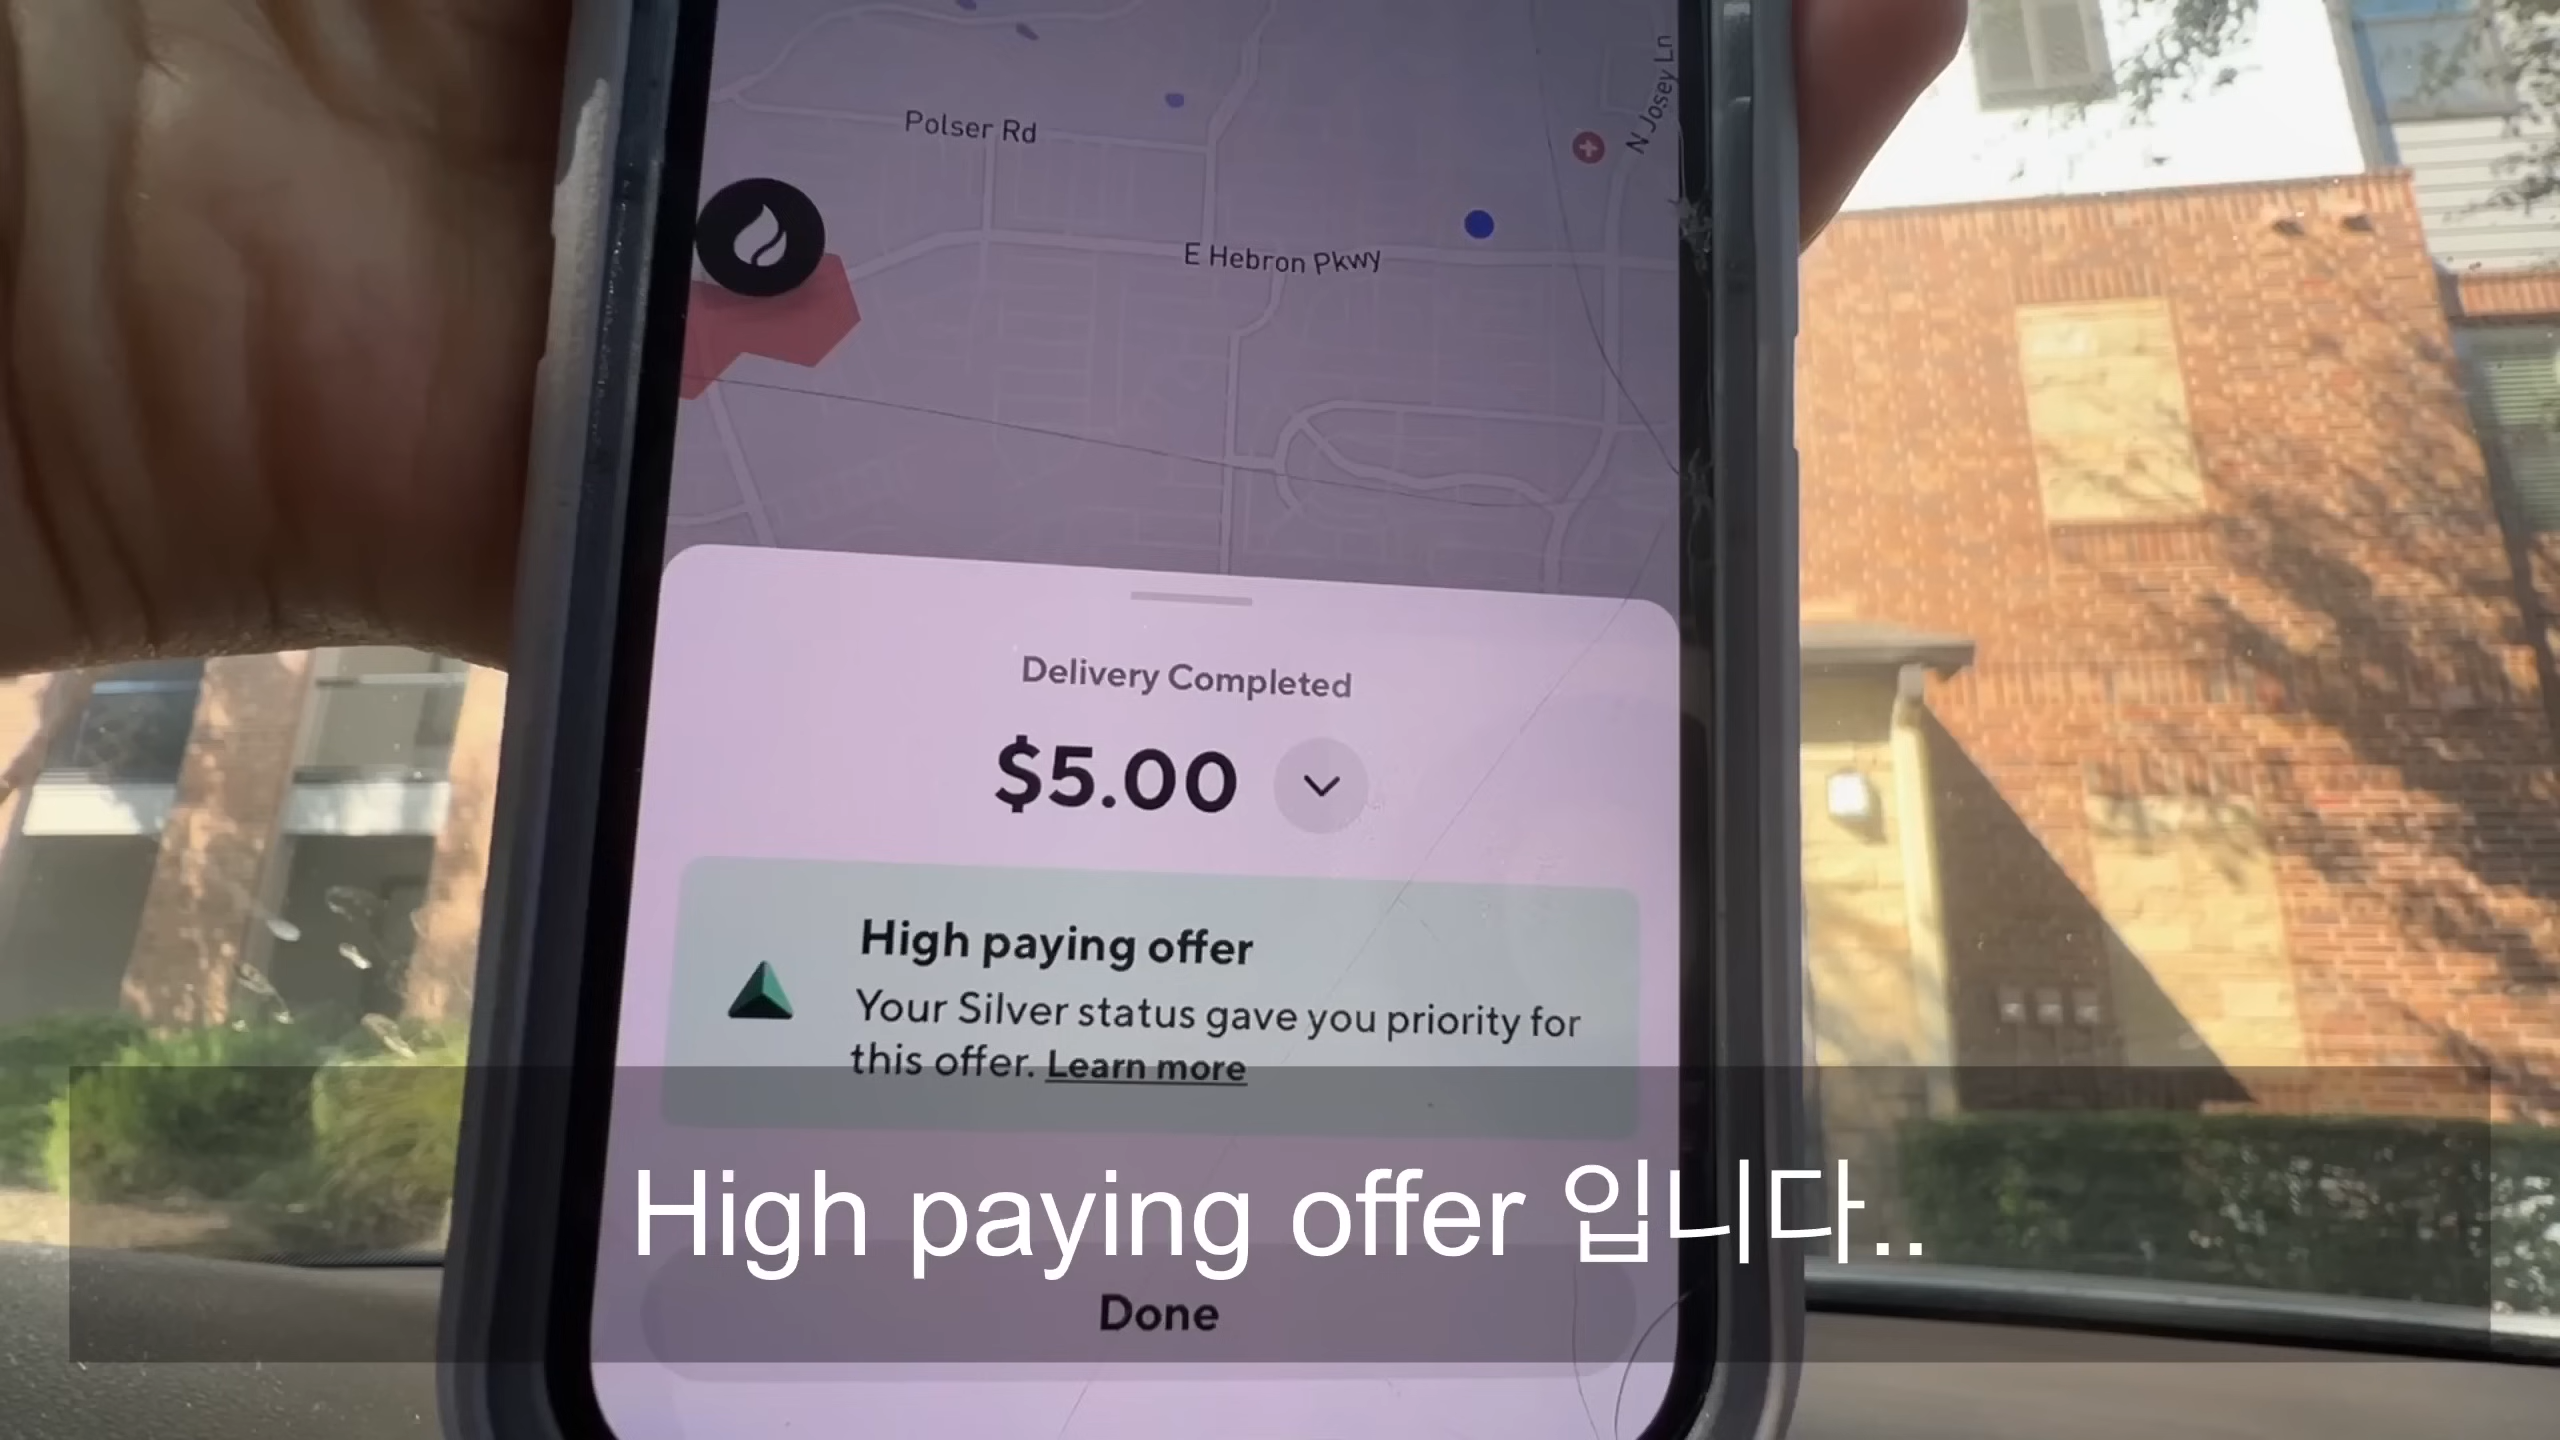 Polser Rd
N Josey Ln
E Hebron Pkwy
Delivery Completed
$5.00
High paying offer
Your Silver status gave you priority for
this offer. Learn more
High paying offer 입니다..
Done